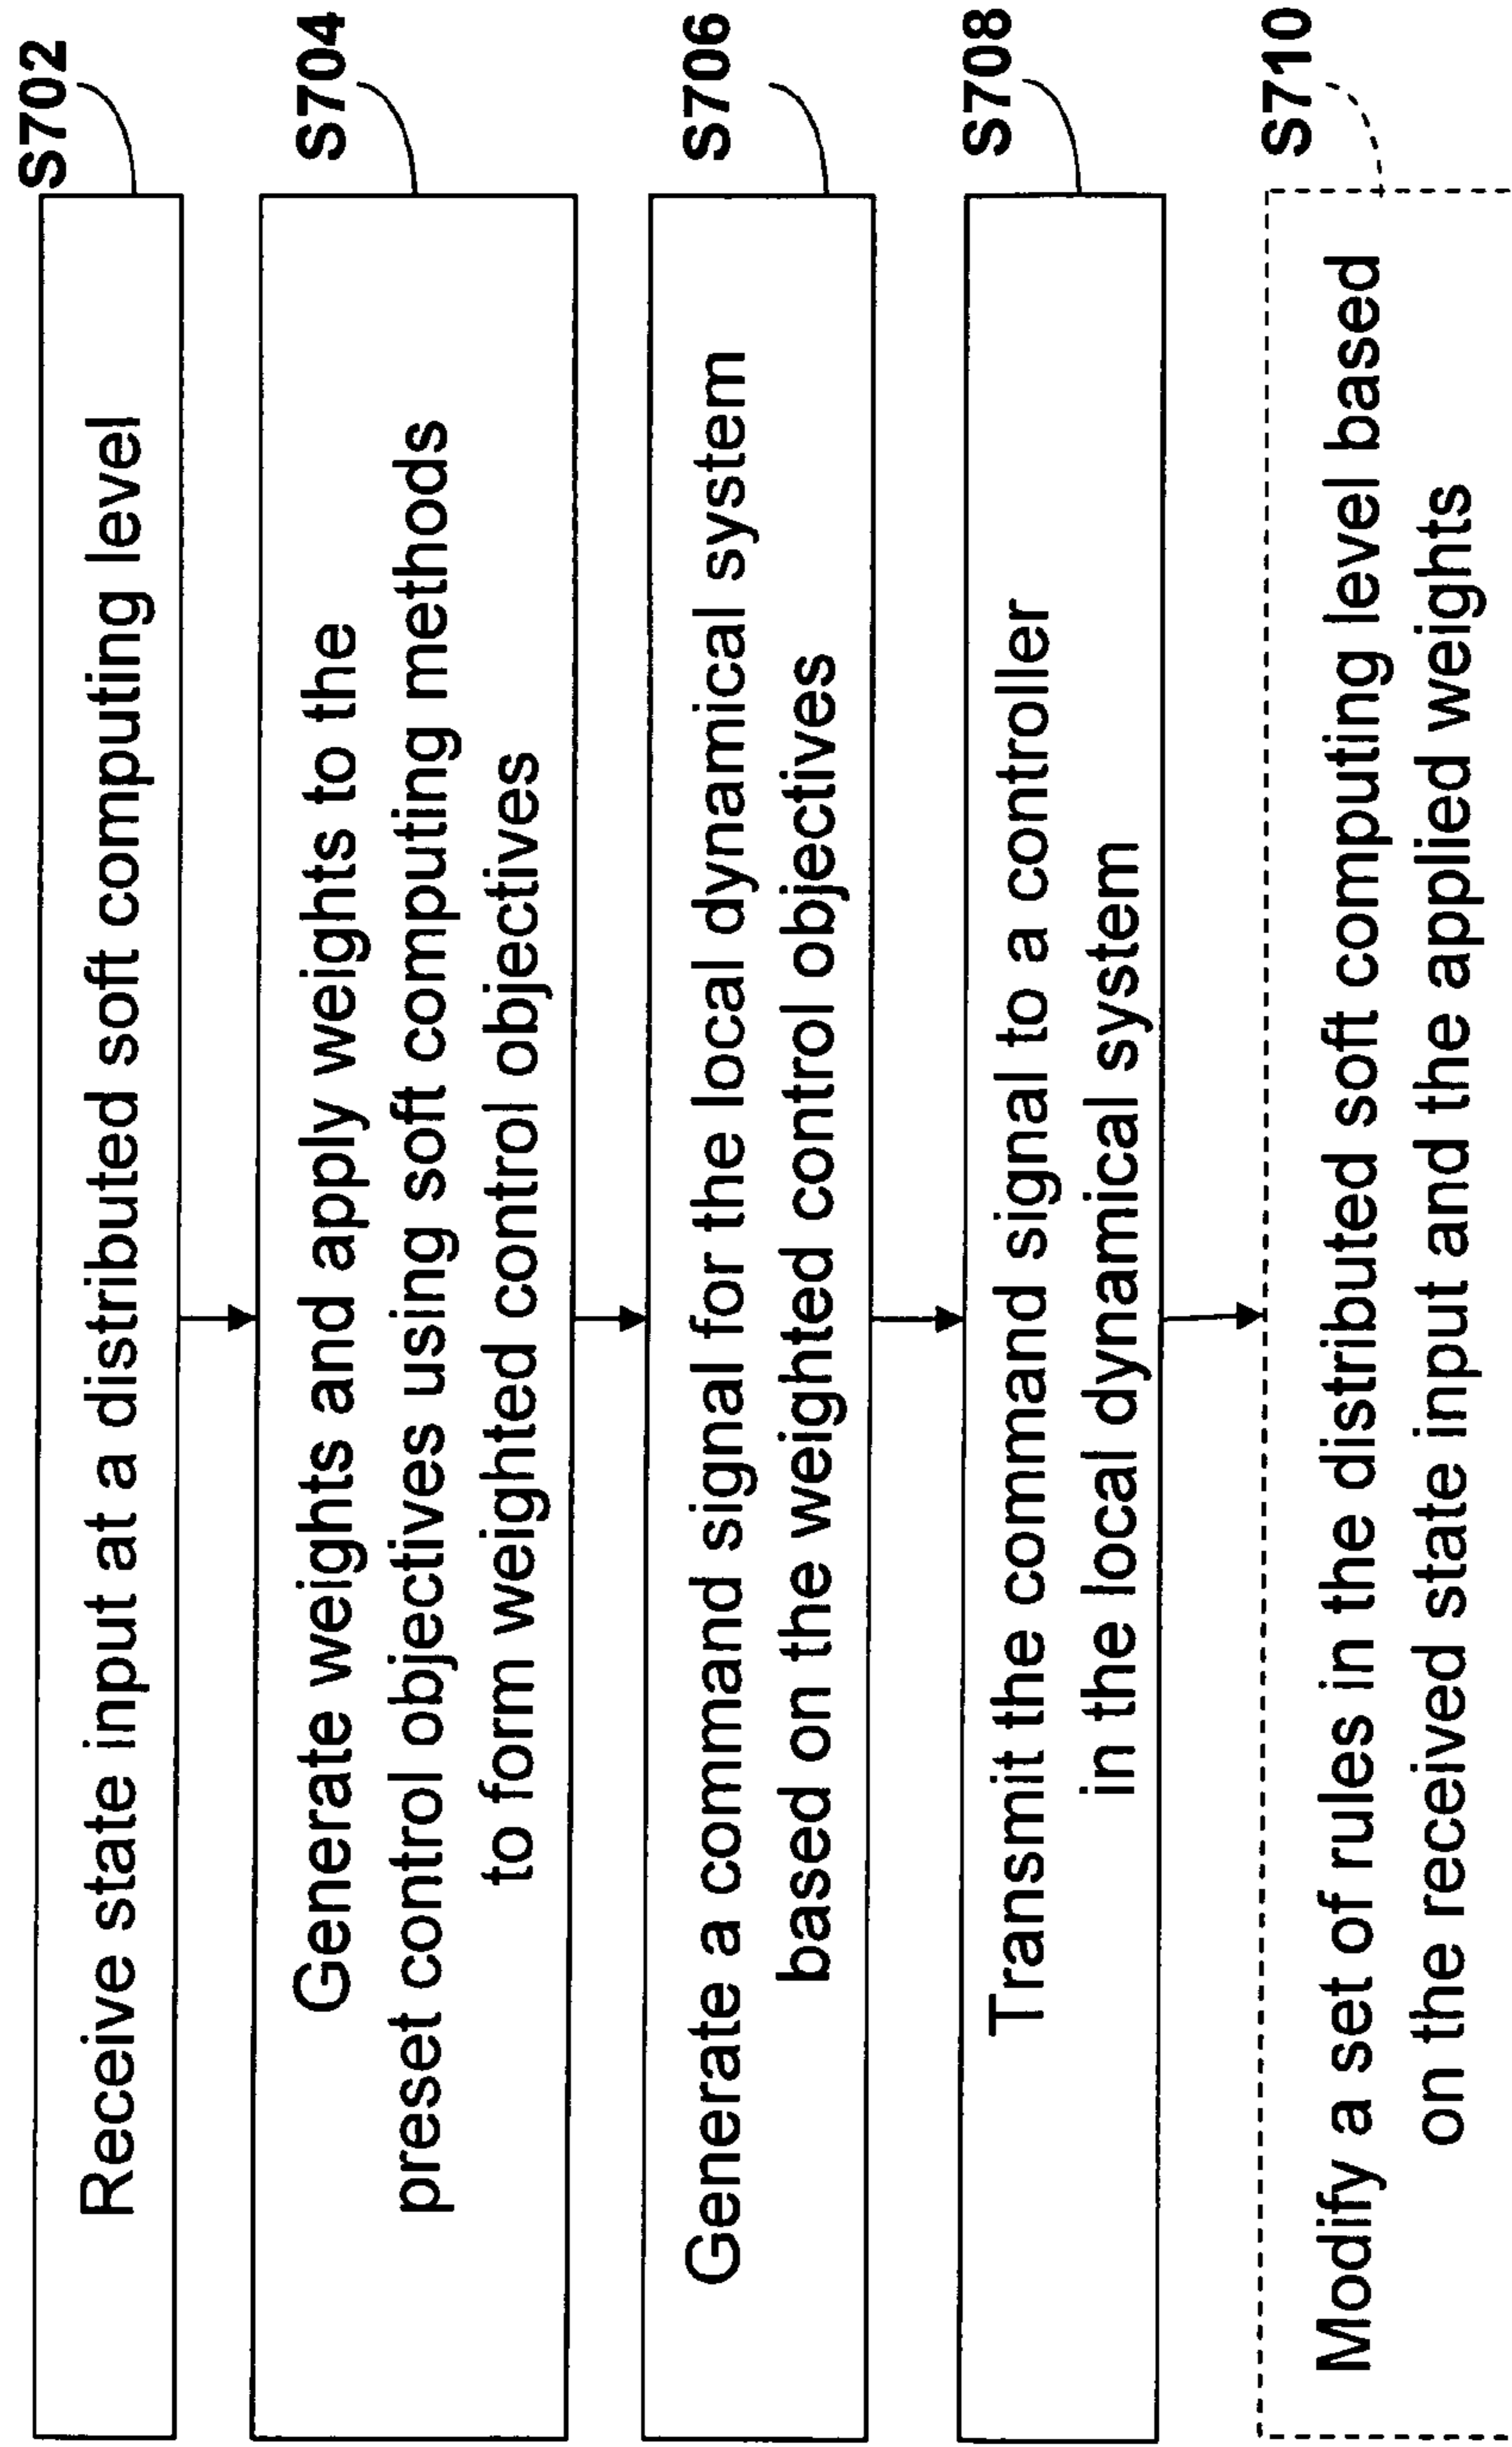 S702
Receive state input at a distributed soft computing level
S704
Generate weights and apply weights to the
preset control objectives using soft computing methods
to form weighted control objectives
S706
Generate a command signal for the local dynamical system
based on the weighted control objectives
S708
Transmit the command signal to a controller
in the local dynamical system
S710
Modify a set of rules in the distributed soft computing level based
on the received state input and the applied weights